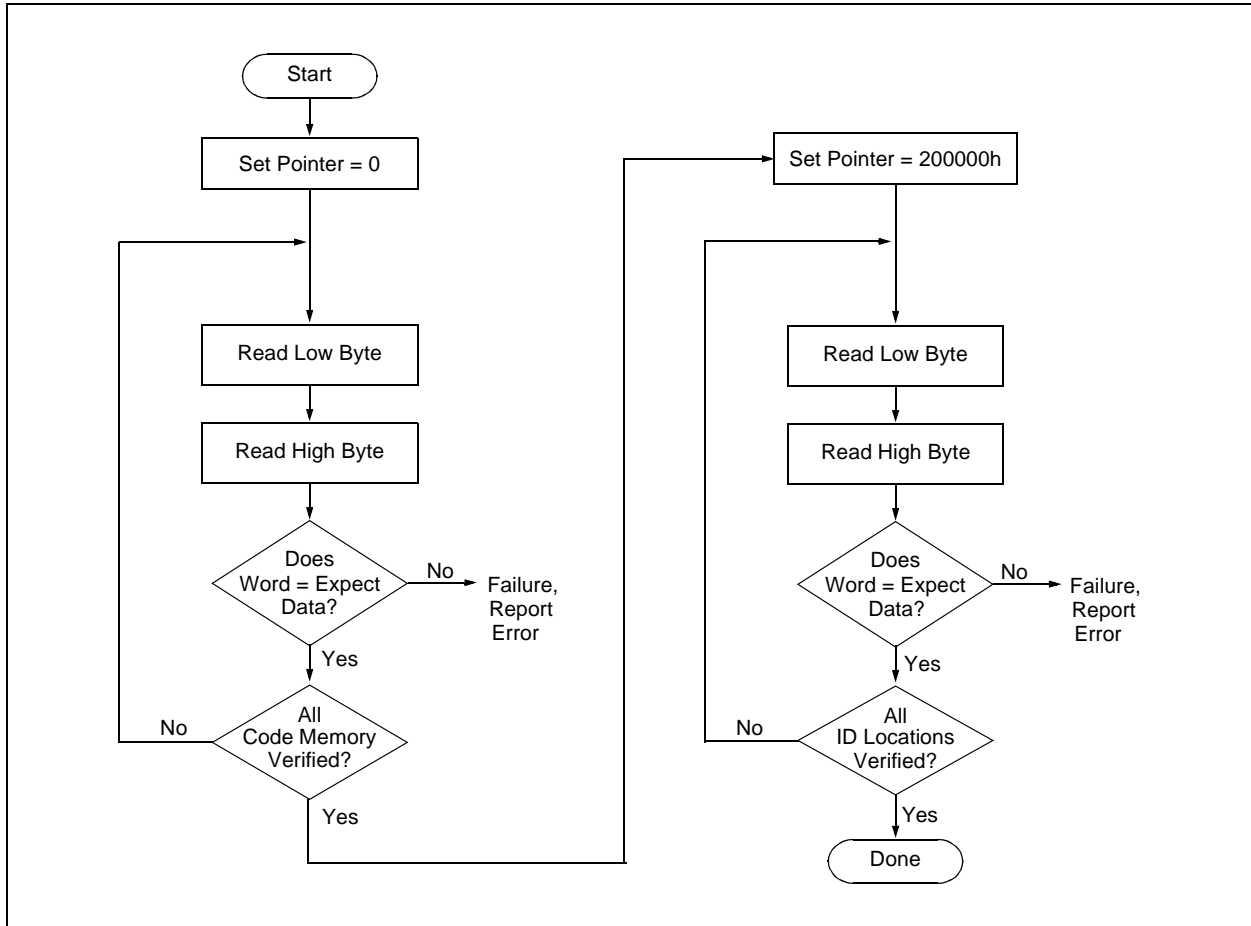 Start
Set Pointer = 0
Read Low Byte
Read High Byte
Does
Word = Expect
Data?
No
Failure,
Report
Error
Yes
All
Code Memory
Verified?
No
Yes
Set Pointer = 200000h
Read Low Byte
Read High Byte
Does
Word = Expect
Data?
No
Failure,
Report
Error
Yes
All
ID Locations
Verified?
No
Yes
Done